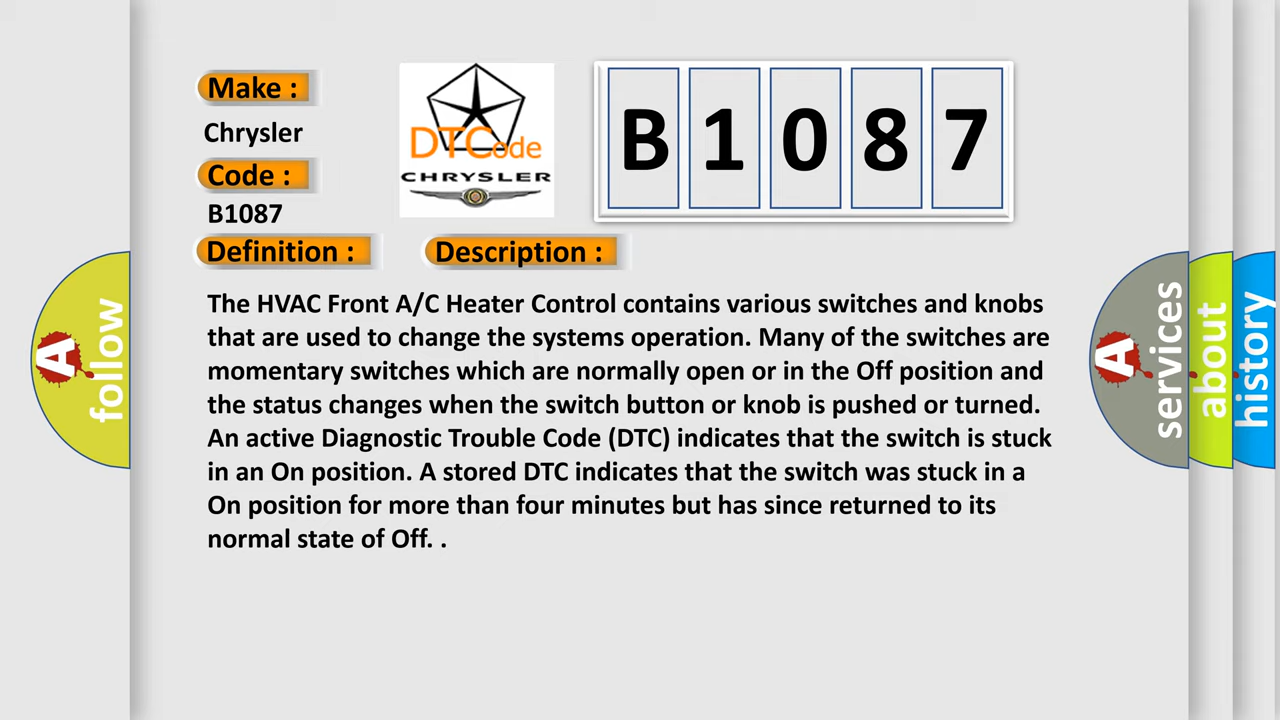 Make :
Chrysler
Code :
B1087
Definition :
Description :
DTCode
CHRYSLER
B 1 0 8 7
The HVAC Front A/C Heater Control contains various switches and knobs
that are used to change the systems operation. Many of the switches are
momentary switches which are normally open or in the Off position and
the status changes when the switch button or knob is pushed or turned.
An active Diagnostic Trouble Code (DTC) indicates that the switch is stuck
in an On position. A stored DTC indicates that the switch was stuck in a
On position for more than four minutes but has since returned to its
normal state of Off. .
A
follow
A
services
about
history